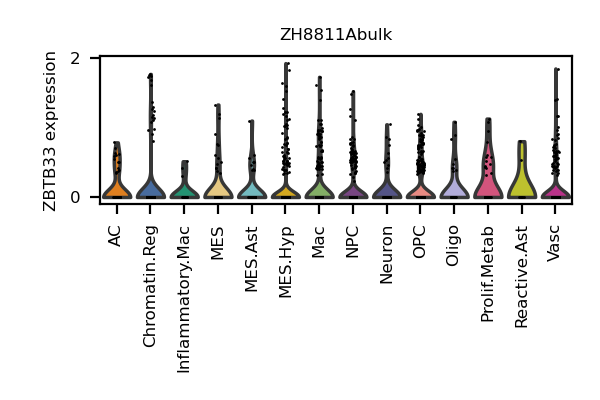 ZH8811Abulk
ZBTB33 expression
2
0
AC
Chromatin.Reg
Inflammatory.Mac
MES
MES.Ast
MES.Hyp
Mac
NPC
Neuron
OPC
Oligo
Prolif.Metab
Reactive.Ast
Vasc